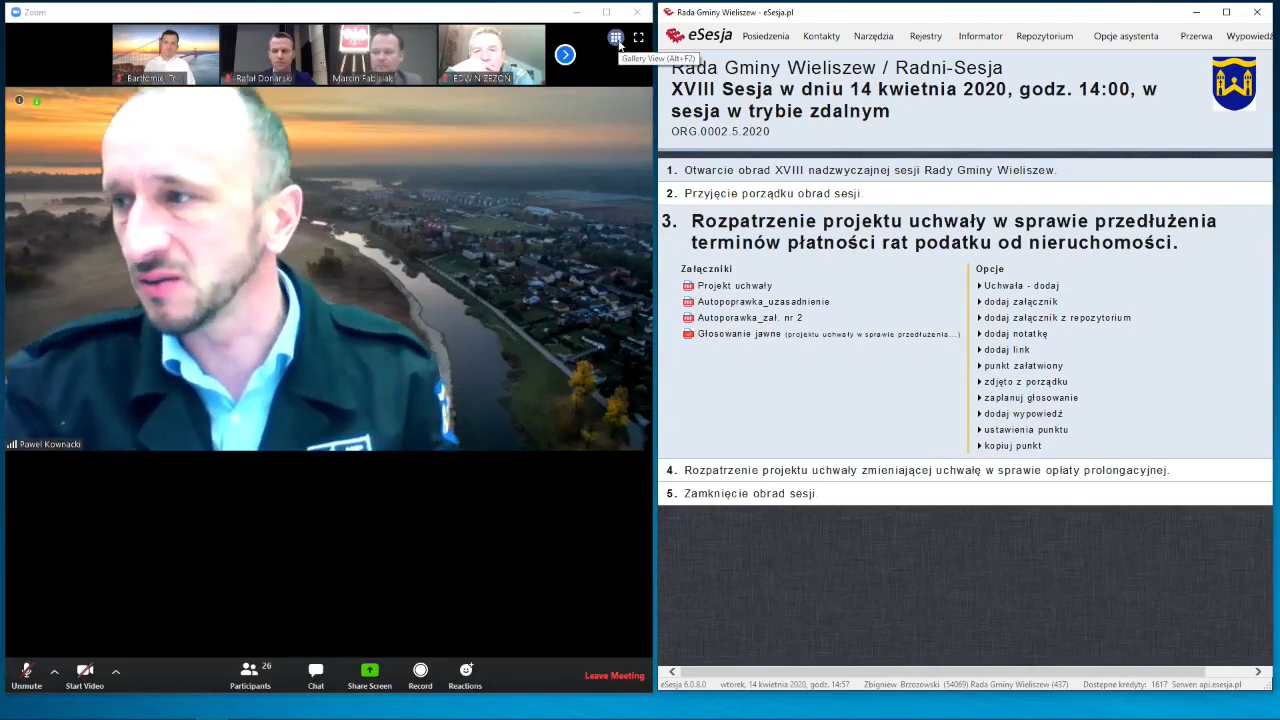 Zoom
Bartłomiej Tr...
Rafał Donarski
Marcin Fabisiak
EDWIN ZEZOŃ
Gallery View (Alt+F2)
Paweł Kownacki
Unmute
Start Video
26
Participants
Chat
Share Screen
Record
Reactions
Leave Meeting
Rada Gminy Wieliszew - eSesja.pl
eSesja
Posiedzenia Kontakty Narzędzia Rejestry Informator Repozytorium Opcje asystenta Przerwa Wypowiedź
Rada Gminy Wieliszew / Radni-Sesja
XVIII Sesja w dniu 14 kwietnia 2020, godz. 14:00, w
sesja w trybie zdalnym
ORG.0002.5.2020
1. Otwarcie obrad XVIII nadzwyczajnej sesji Rady Gminy Wieliszew.
2. Przyjęcie porządku obrad sesji.
3. Rozpatrzenie projektu uchwały w sprawie przedłużenia
terminów płatności rat podatku od nieruchomości.
Załączniki
Projekt uchwały
Autopoprawka_uzasadnienie
Autoporawka_zał. nr 2
Głosowanie jawne (projektu uchwały w sprawie przedłużenia...)
Opcje
Uchwała - dodaj
dodaj załącznik
dodaj załącznik z repozytorium
dodaj notatkę
dodaj link
punkt załatwiony
zdjęto z porządku
zaplanuj głosowanie
dodaj wypowiedź
ustawienia punktu
kopiuj punkt
4. Rozpatrzenie projektu uchwały zmieniającej uchwałę w sprawie opłaty prolongacyjnej.
5. Zamknięcie obrad sesji.
eSesja 6.0.8.0 wtorek, 14 kwietnia 2020, godz. 14:57 Zbigniew Brzozowski (54069) Rada Gminy Wieliszew (437) Dostępne kredyty: 1617 Serwer: api.esesja.pl